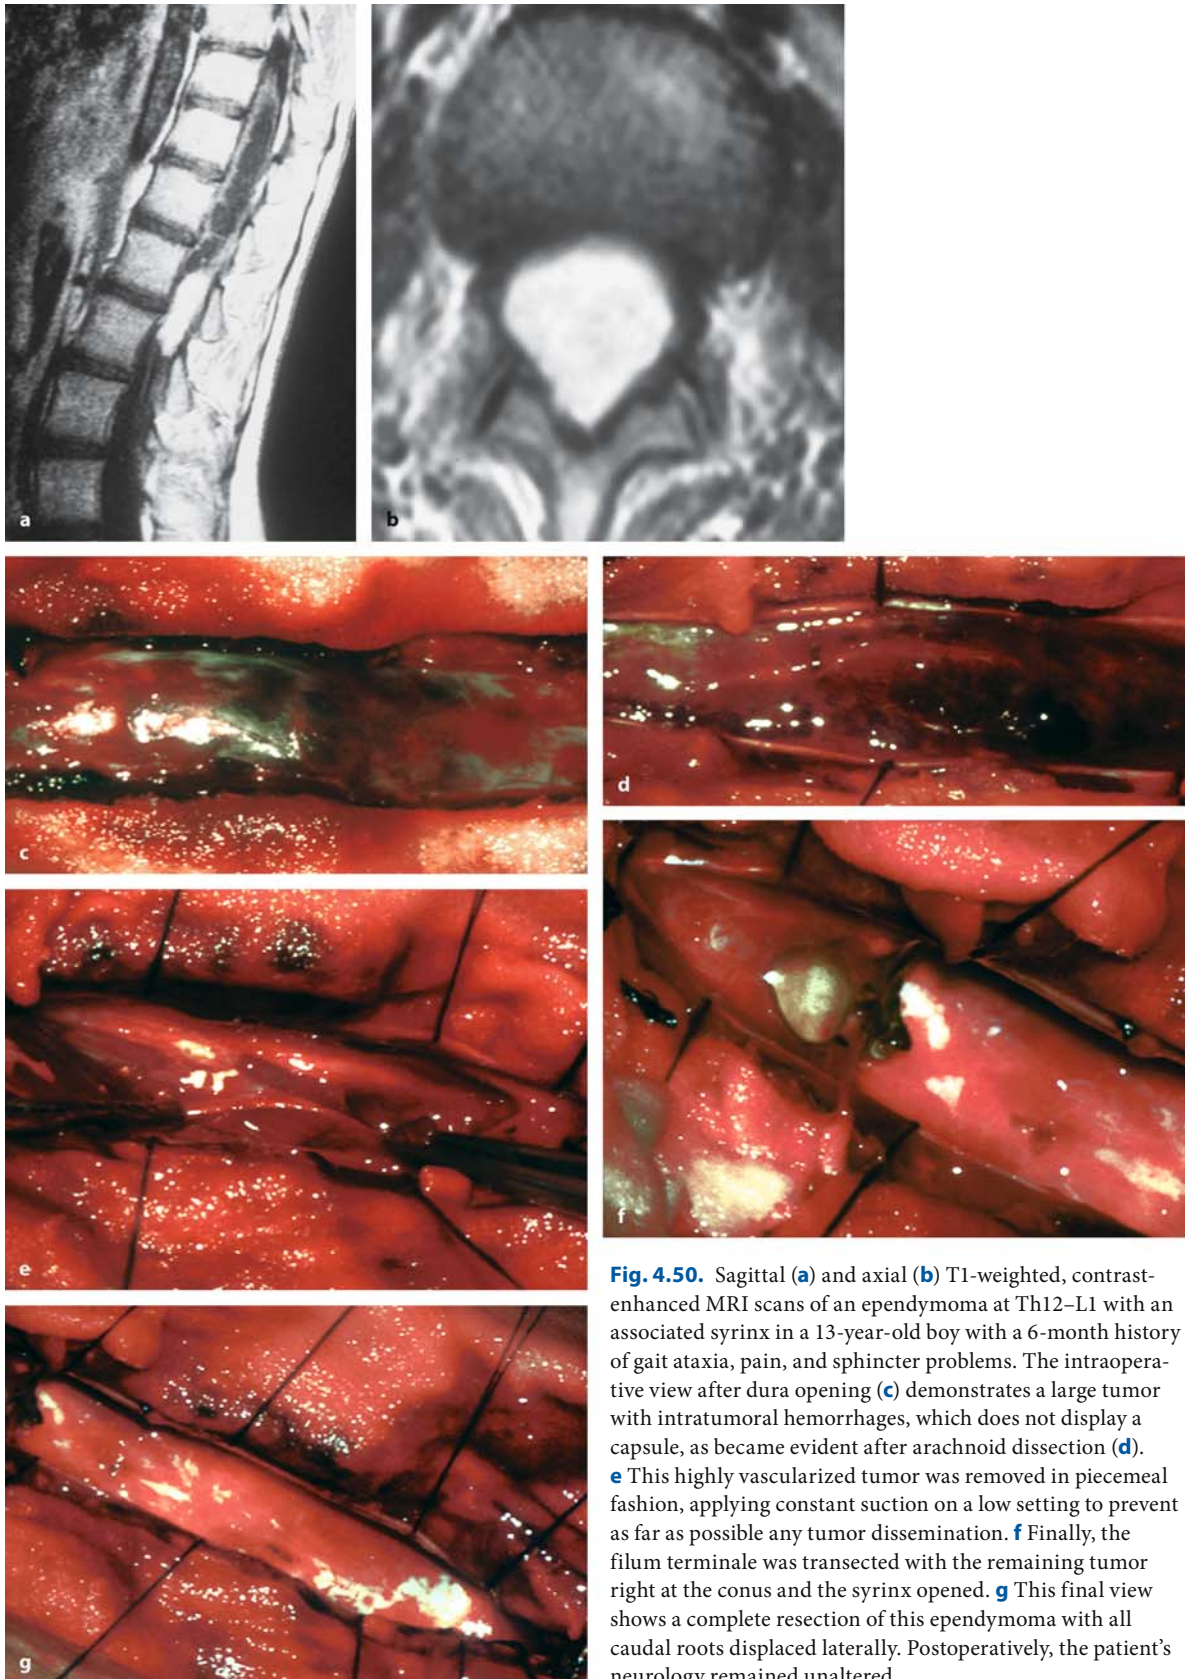 a
b
c
d
e
f
g
Fig. 4.50. Sagittal (a) and axial (b) T1-weighted, contrast-
enhanced MRI scans of an ependymoma at Th12–L1 with an
associated syrinx in a 13-year-old boy with a 6-month history
of gait ataxia, pain, and sphincter problems. The intraopera-
tive view after dura opening (c) demonstrates a large tumor
with intratumoral hemorrhages, which does not display a
capsule, as became evident after arachnoid dissection (d).
e This highly vascularized tumor was removed in piecemeal
fashion, applying constant suction on a low setting to prevent
as far as possible any tumor dissemination. f Finally, the
filum terminale was transected with the remaining tumor
right at the conus and the syrinx opened. g This final view
shows a complete resection of this ependymoma with all
caudal roots displaced laterally. Postoperatively, the patient’s
neurology remained unaltered